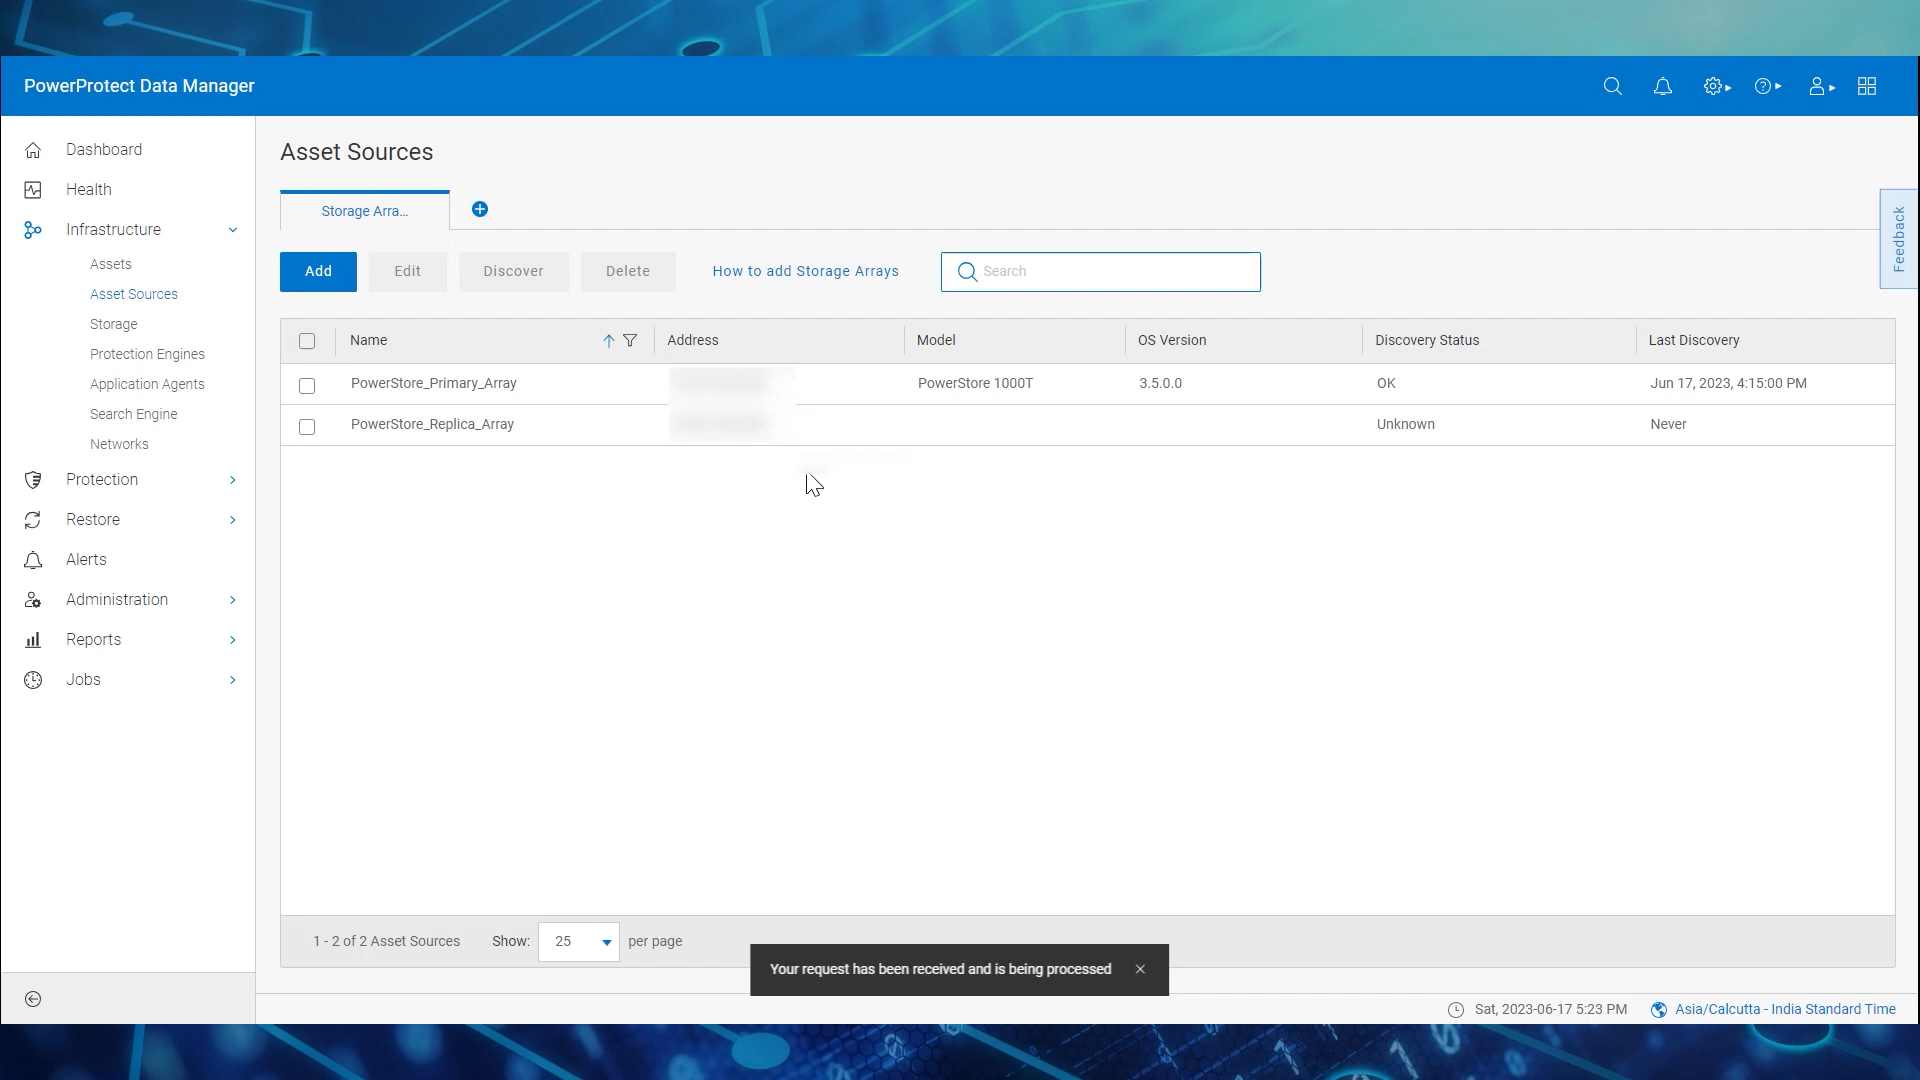 PowerProtect Data Manager
Dashboard
Health
Infrastructure
Assets
Asset Sources
Storage
Protection Engines
Application Agents
Search Engine
Networks
Protection
Restore
Alerts
Administration
Reports
Jobs
Asset Sources
Storage Arra...
Add Edit Discover Delete How to add Storage Arrays Search
Feedback
Name Address Model OS Version Discovery Status Last Discovery
PowerStore_Primary_Array PowerStore 1000T 3.5.0.0 OK Jun 17, 2023, 4:15:00 PM
PowerStore_Replica_Array Unknown Never
1 - 2 of 2 Asset Sources Show: 25 per page
Your request has been received and is being processed
Sat, 2023-06-17 5:23 PM Asia/Calcutta - India Standard Time